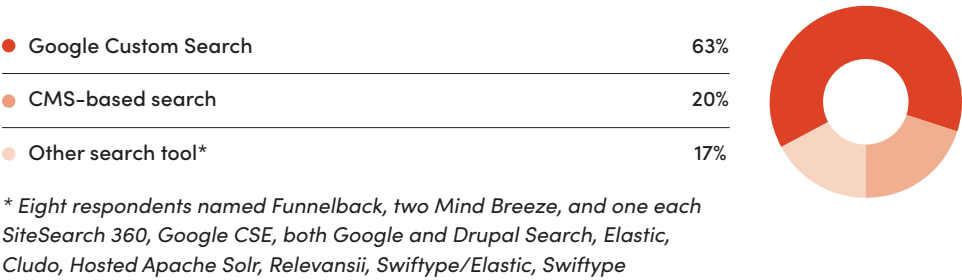 Google Custom Search 63%
CMS-based search 20%
Other search tool* 17%
* Eight respondents named Funnelback, two Mind Breeze, and one each
SiteSearch 360, Google CSE, both Google and Drupal Search, Elastic,
Cludo, Hosted Apache Solr, Relevansii, Swiftype/Elastic, Swiftype